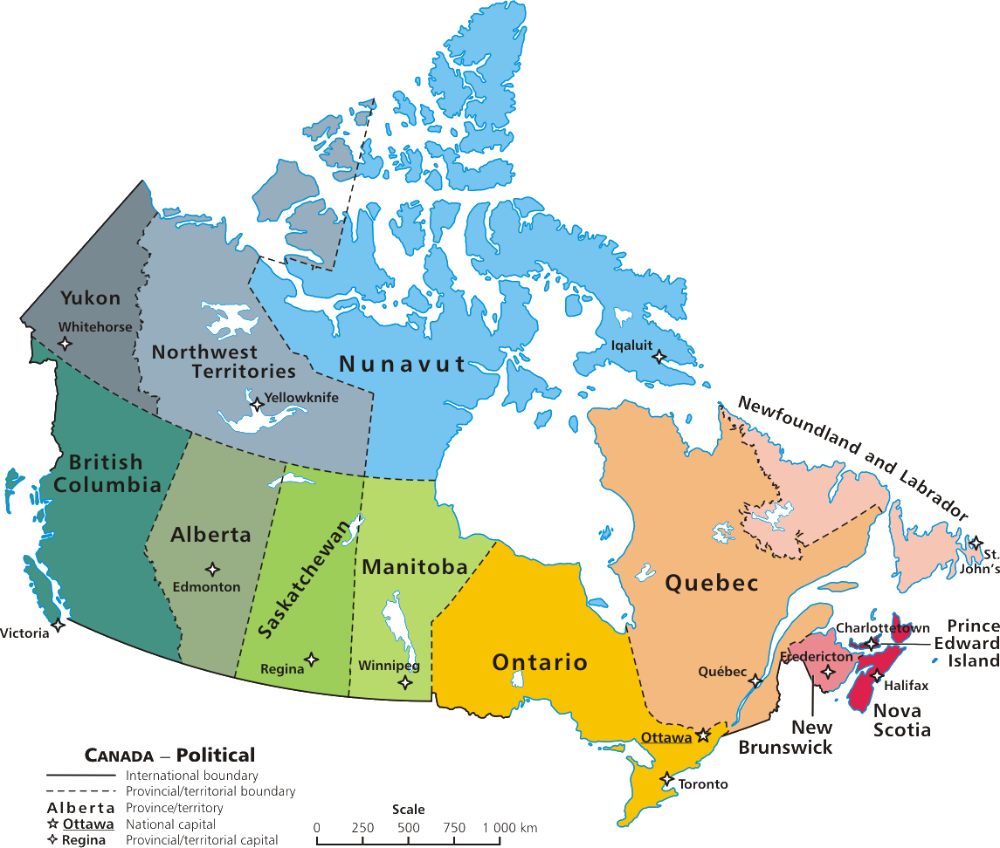 Yukon
Whitehorse
Northwest
Territories
Yellowknife
Nunavut
Iqaluit
Newfoundland and Labrador
British
Columbia
Alberta
Edmonton
Saskatchewan
Manitoba
Quebec
St.
John's
Victoria
Regina
Winnipeg
Ontario
Québec
Charlottetown
Prince
Edward
Island
Fredericton
Halifax
Nova
Scotia
New
Brunswick
Ottawa
Toronto
CANADA – Political
International boundary
Provincial/territorial boundary
Alberta Province/territory
Ottawa National capital
Regina Provincial/territorial capital
Scale
0 250 500 750 1 000 km